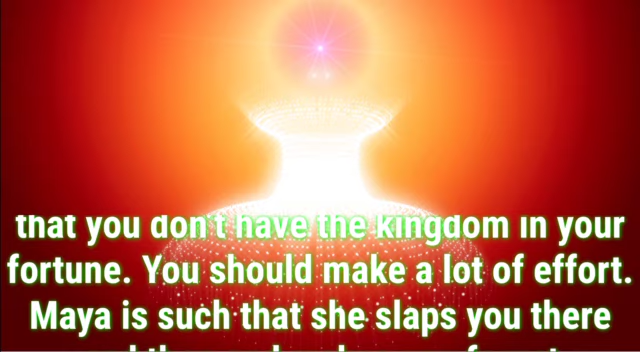 that you don't have the kingdom in your
fortune. You should make a lot of effort.
Maya is such that she slaps you there